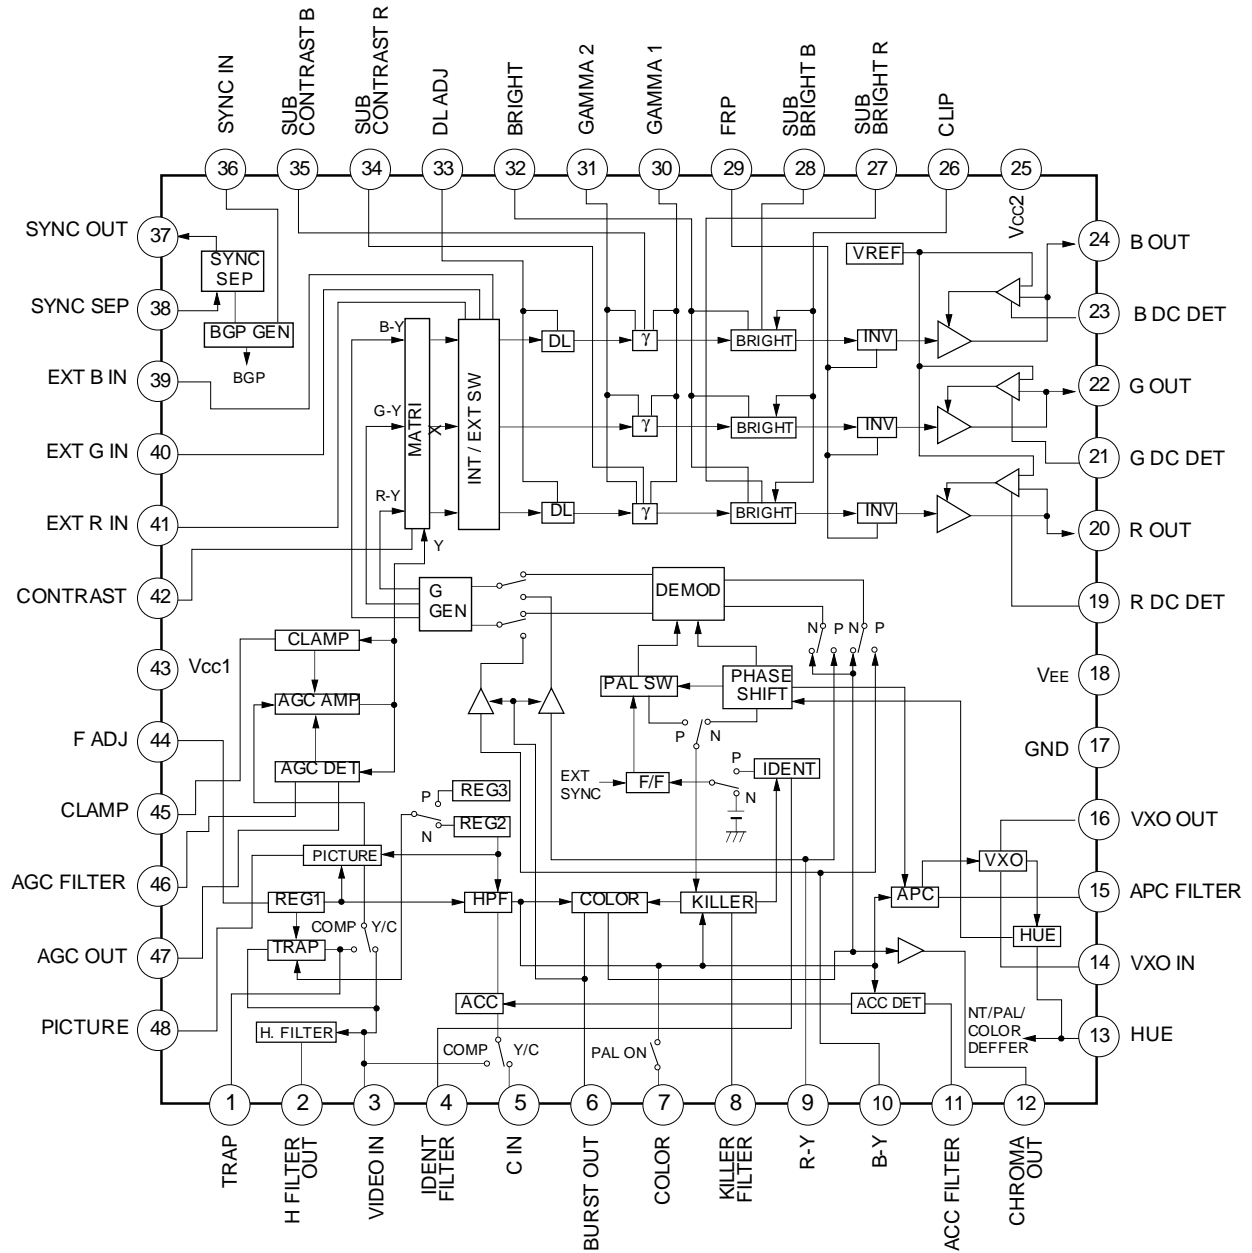 SYNC IN
SUB
CONTRAST B
SUB
CONTRAST R
DL ADJ
BRIGHT
GAMMA 2
GAMMA 1
FRP
SUB
BRIGHT B
SUB
BRIGHT R
CLIP
36
35
34
33
32
31
30
29
28
27
26
25
Vcc2
SYNC OUT
37
SYNC SEP
38
EXT B IN
39
EXT G IN
40
EXT R IN
41
CONTRAST
42
43
Vcc1
F ADJ
44
CLAMP
45
AGC FILTER
46
AGC OUT
47
PICTURE
48
24
B OUT
23
B DC DET
22
G OUT
21
G DC DET
20
R OUT
19
R DC DET
VEE
18
GND
17
16
VXO OUT
15
APC FILTER
14
VXO IN
13
HUE
SYNC
SEP
BGP GEN
BGP
VREF
B-Y
G-Y
R-Y
MATRI
X
INT / EXT SW
Y
DL
γ
BRIGHT
INV
γ
BRIGHT
INV
DL
γ
BRIGHT
INV
G
GEN
DEMOD
N
P
N
P
CLAMP
AGC AMP
AGC DET
PAL SW
PHASE
SHIFT
P
N
EXT
SYNC
F/F
P
IDENT
N
P
REG3
N
REG2
PICTURE
REG1
HPF
COLOR
KILLER
APC
VXO
HUE
COMP
Y/C
TRAP
ACC
ACC DET
H. FILTER
COMP
Y/C
PAL ON
NT/PAL/
COLOR
DEFFER
1
2
3
4
5
6
7
8
9
10
11
12
TRAP
H FILTER
OUT
VIDEO IN
IDENT
FILTER
C IN
BURST OUT
COLOR
KILLER
FILTER
R-Y
B-Y
ACC FILTER
CHROMA
OUT